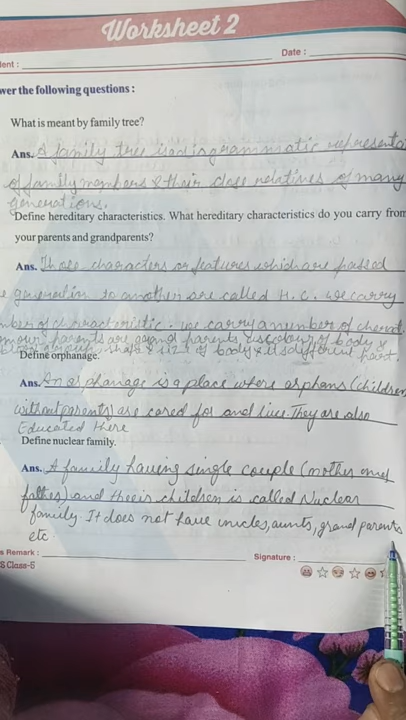 Worksheet 2
Date :
dent :
wer the following questions :
What is meant by family tree?
Ans. A family tree is a diagrammatic representa
of family members & their close relatives of many
generations.
Define hereditary characteristics. What hereditary characteristics do you carry from
your parents and grandparents?
Ans. Those characters or features which are passed
e generation to another are called H. C. we carry
mber of characteristic. we carry a number of charact.
our parents are grand parents colour of body &
shape & size of body & its different part.
Define orphanage.
Ans. An orphanage is a place where orphans (children
without parents) are cared for and live. They are also
Educated there
Define nuclear family.
Ans. A family having single couple (mother and
father) and their children is called Nuclear
family. It does not have uncles, aunts, grand parents
etc.
s Remark :
Signature :
S Class-5